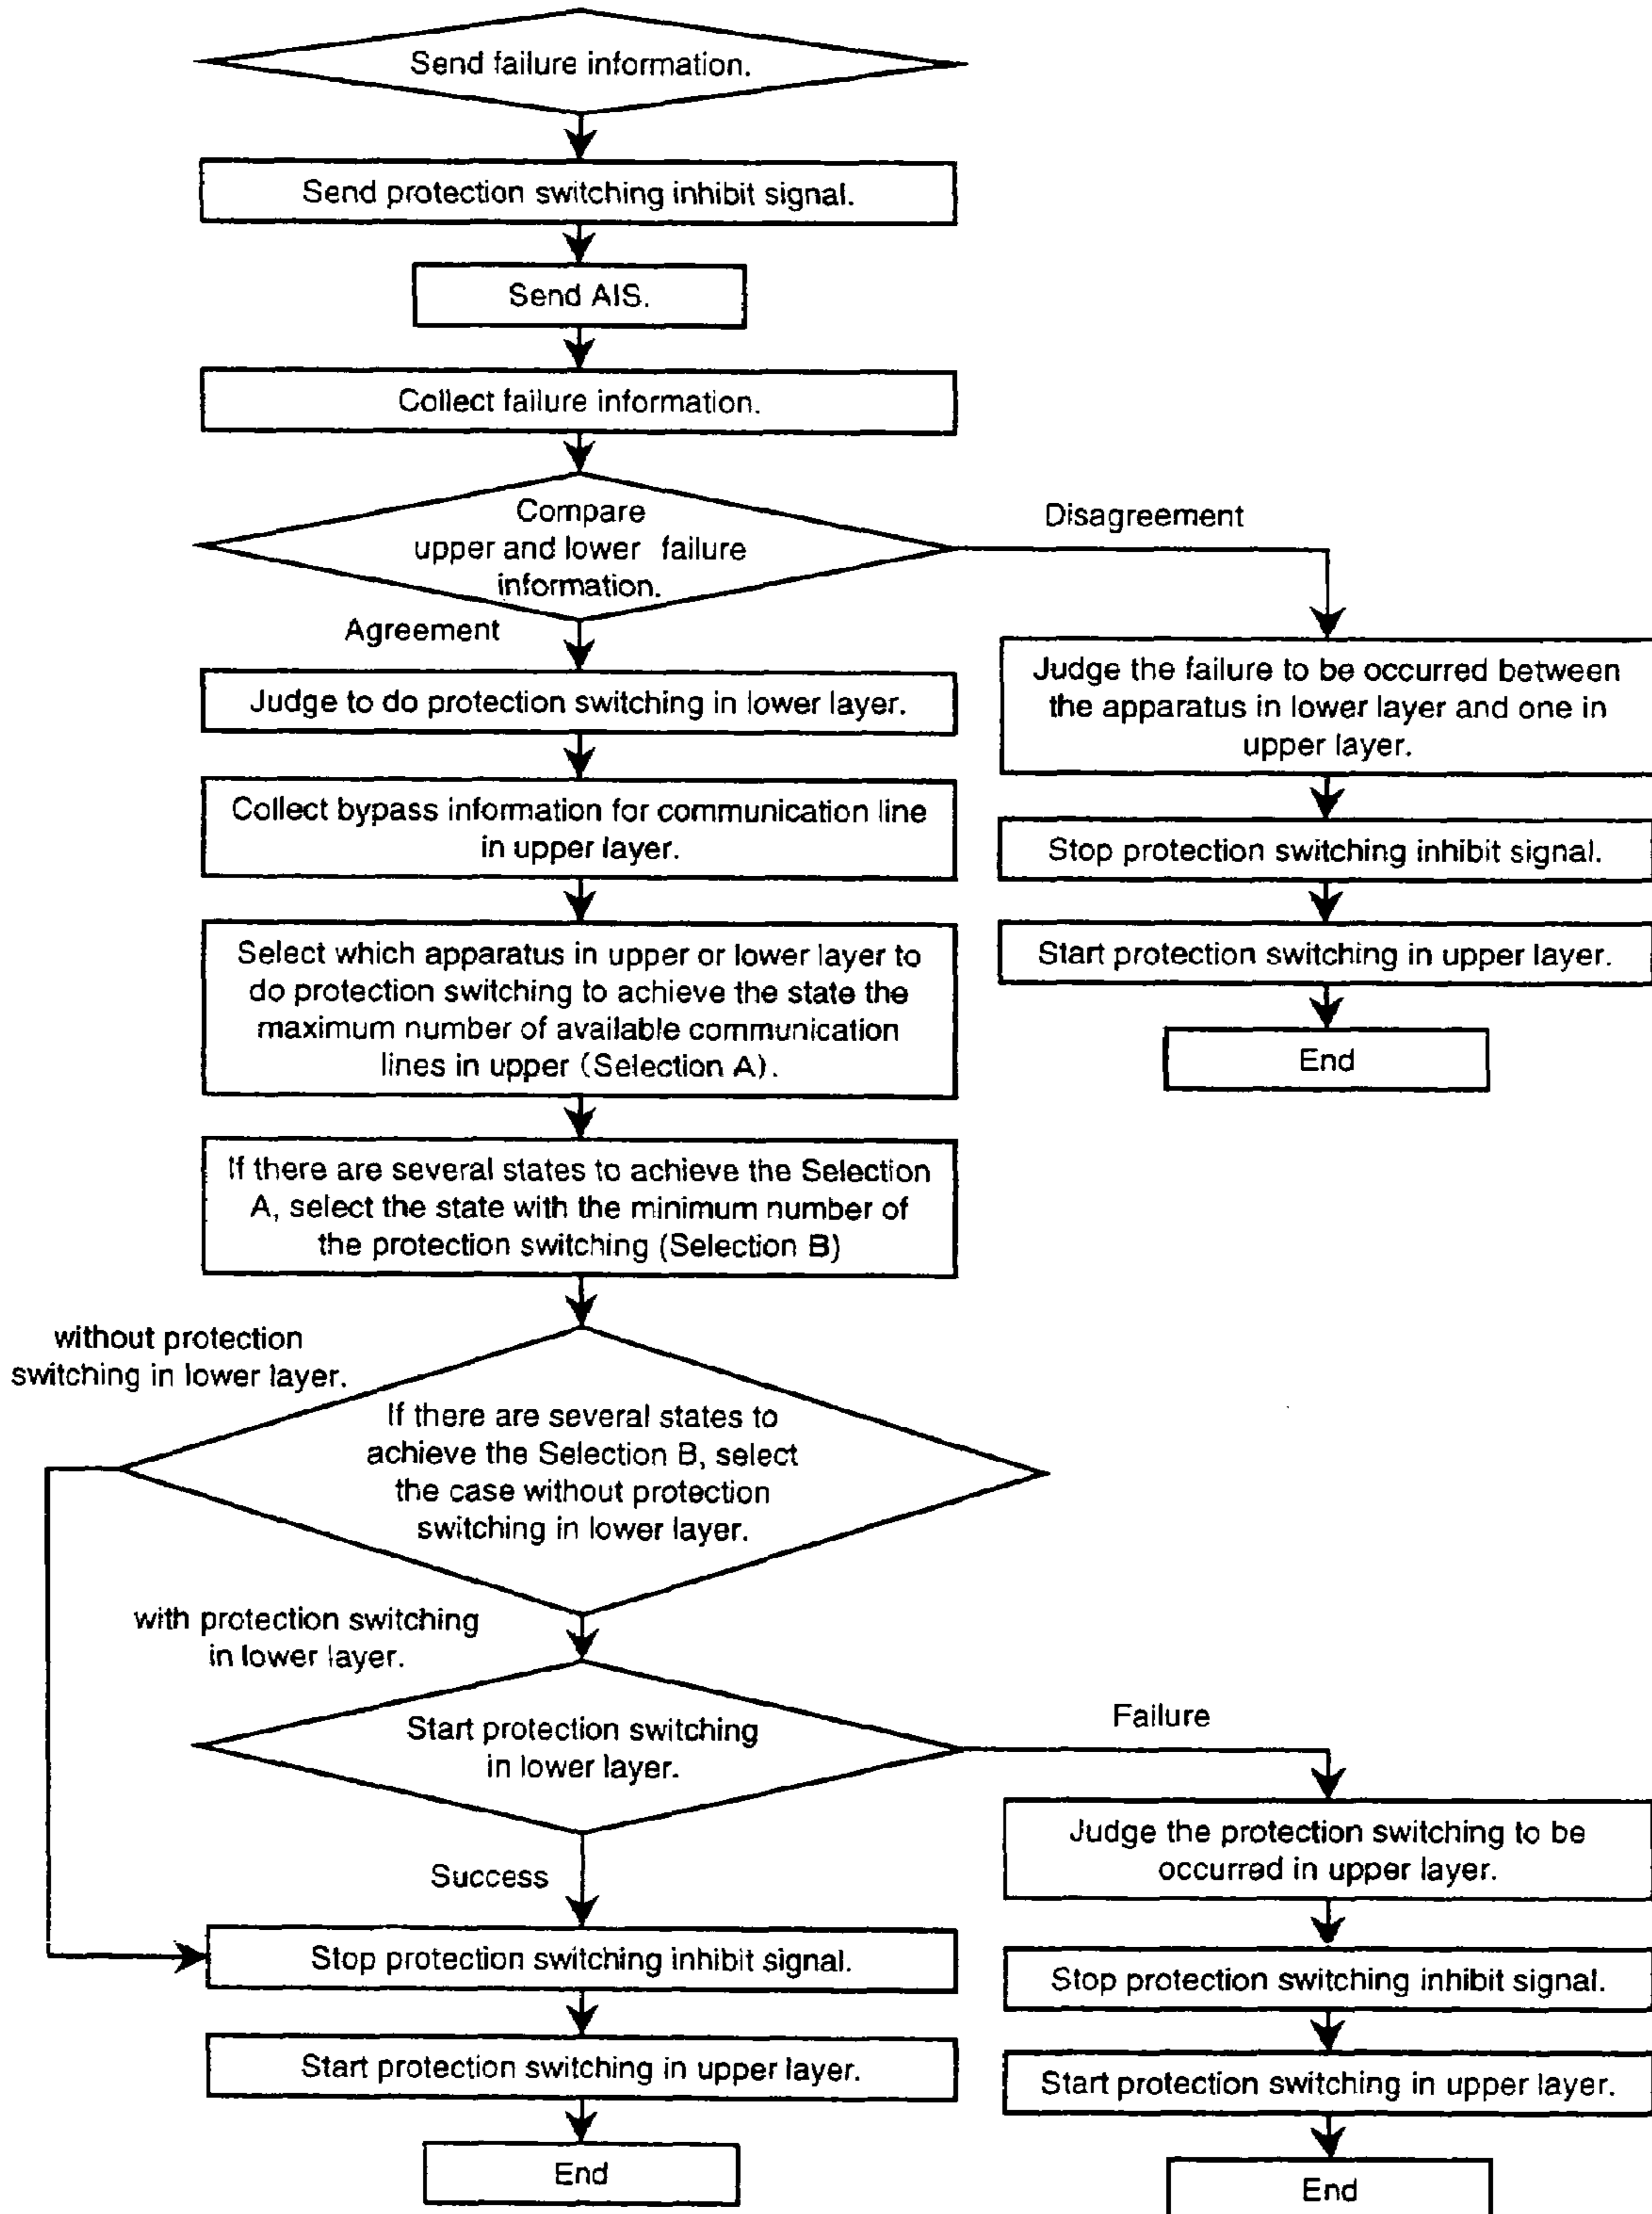 Send failure information.
Send protection switching inhibit signal.
Send AIS.
Collect failure information.
Compare
upper and lower failure
information.
Disagreement
Agreement
Judge to do protection switching in lower layer.
Collect bypass information for communication line
in upper layer.
Select which apparatus in upper or lower layer to
do protection switching to achieve the state the
maximum number of available communication
lines in upper (Selection A).
If there are several states to achieve the Selection
A, select the state with the minimum number of
the protection switching (Selection B)
Judge the failure to be occurred between
the apparatus in lower layer and one in
upper layer.
Stop protection switching inhibit signal.
Start protection switching in upper layer.
End
without protection
switching in lower layer.
If there are several states to
achieve the Selection B, select
the case without protection
switching in lower layer.
with protection switching
in lower layer.
Start protection switching
in lower layer.
Failure
Success
Stop protection switching inhibit signal.
Start protection switching in upper layer.
End
Judge the protection switching to be
occurred in upper layer.
Stop protection switching inhibit signal.
Start protection switching in upper layer.
End